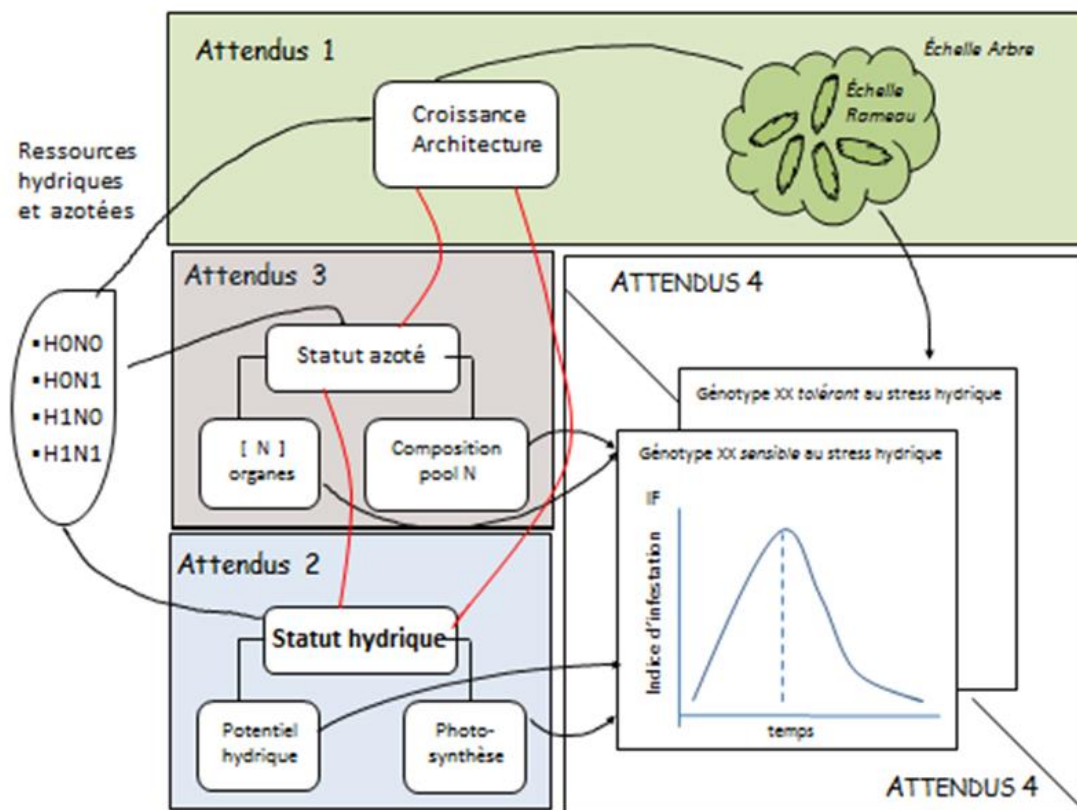 Attendus 1
Échelle Arbre
Échelle
Rameau
Croissance
Architecture
Ressources
hydriques
et azotées
▪H0N0
▪H0N1
▪H1N0
▪H1N1
Attendus 3
Statut azoté
[ N ]
organes
Composition
pool N
Attendus 2
Statut hydrique
Potentiel
hydrique
Photo-
synthèse
ATTENDUS 4
Génotype XX tolérant au stress hydrique
Génotype XX sensible au stress hydrique
IF
Indice d'infestation
temps
ATTENDUS 4